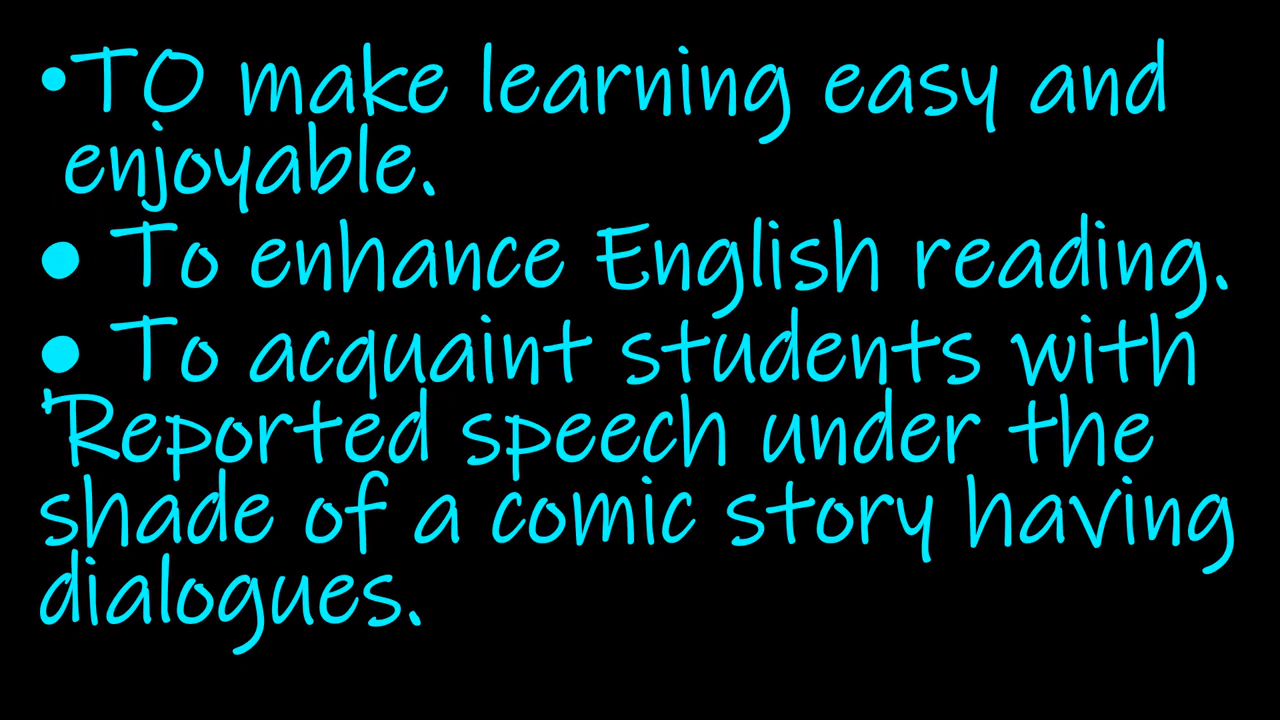 •TO make learning easy and
enjoyable.
• To enhance English reading.
• To acquaint students with
'Reported speech under the
shade of a comic story having
dialogues.